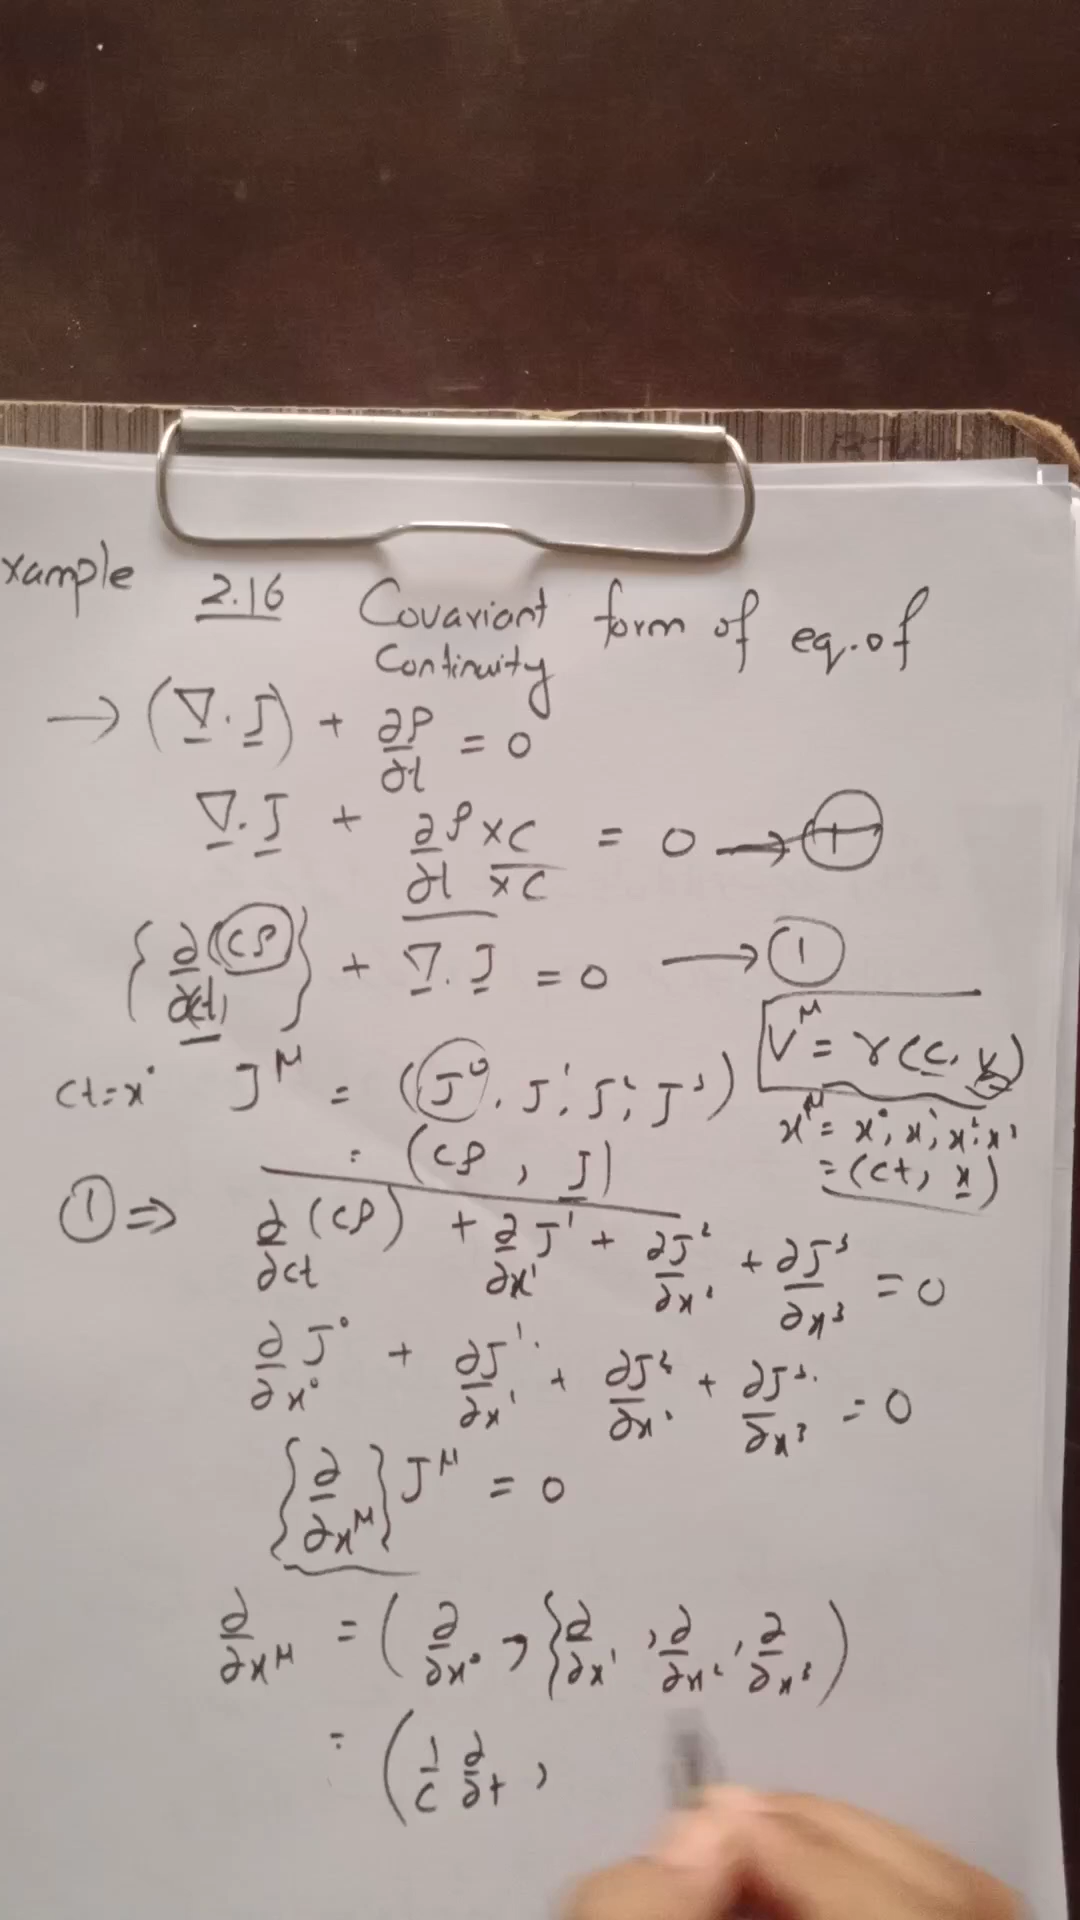 xample 2.16 Covariant form of eq. of
Continuity
→ (∇·J) + ∂ρ/∂t = 0
∇·J + ∂ρ/∂t ×C/×C = 0 → 1
{∂(Cρ)/∂ct} + ∇·J = 0 → ①
V^μ = γ(c, v)
ct = x⁰ J^μ = (J⁰, J¹, J², J³)
x^μ = x⁰, x¹, x², x³
= (Cρ, J)
= (ct, x)
① ⇒ ∂/∂ct (Cρ) + ∂/∂x¹ J¹ + ∂J²/∂x² + ∂J³/∂x³ = 0
∂/∂x⁰ J⁰ + ∂J¹/∂x¹ + ∂J²/∂x² + ∂J³/∂x³ = 0
{∂/∂x^μ} J^μ = 0
∂/∂x^μ = (∂/∂x⁰, {∂/∂x¹, ∂/∂x², ∂/∂x³)
= (1/C ∂/∂t,